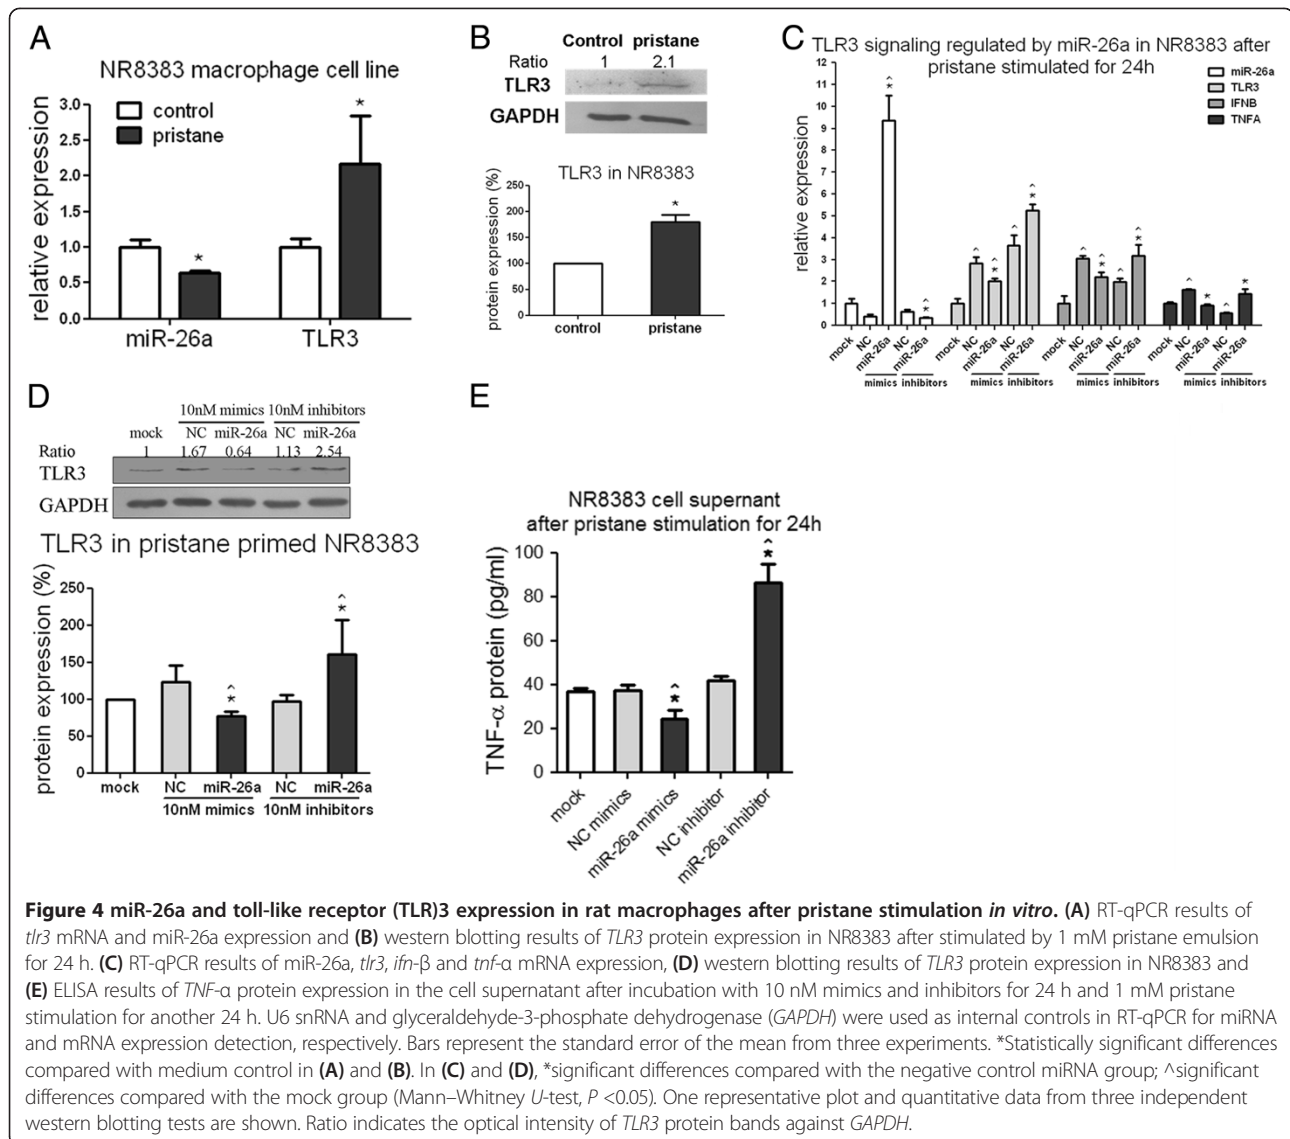 A
NR8383 macrophage cell line
relative expression
3.0
2.5
2.0
1.5
1.0
0.5
0.0
control
pristane
*
*
miR-26a
TLR3
B
Control pristane
Ratio 1 2.1
TLR3
GAPDH
TLR3 in NR8383
protein expression (%)
250
200
150
100
50
0
*
control
pristane
C
TLR3 signaling regulated by miR-26a in NR8383 after
pristane stimulated for 24h
relative expression
12
11
10
9
8
7
6
5
4
3
2
1
0
miR-26a
TLR3
IFNB
TNFA
^
*
^
*
^
^
*
^
^
*
^
^
*
^
^
*
^
*
^
*
mock NC miR-26a NC miR-26a
mimics inhibitors
mock NC miR-26a NC miR-26a
mimics inhibitors
mock NC miR-26a NC miR-26a
mimics inhibitors
mock NC miR-26a NC miR-26a
mimics inhibitors
D
10nM mimics 10nM inhibitors
mock NC miR-26a NC miR-26a
Ratio 1 1.67 0.64 1.13 2.54
TLR3
GAPDH
TLR3 in pristane primed NR8383
protein expression (%)
250
200
150
100
50
0
^
*
^
*
mock NC miR-26a NC miR-26a
10nM mimics 10nM inhibitors
E
NR8383 cell supernant
after pristane stimulation for 24h
TNF-α protein (pg/ml)
100
80
60
40
20
0
^
*
^
*
mock
NC mimics
miR-26a mimics
NC inhibitor
miR-26a inhibitor
Figure 4 miR-26a and toll-like receptor (TLR)3 expression in rat macrophages after pristane stimulation in vitro. (A) RT-qPCR results of
tlr3 mRNA and miR-26a expression and (B) western blotting results of TLR3 protein expression in NR8383 after stimulated by 1 mM pristane emulsion
for 24 h. (C) RT-qPCR results of miR-26a, tlr3, ifn-β and tnf-α mRNA expression, (D) western blotting results of TLR3 protein expression in NR8383 and
(E) ELISA results of TNF-α protein expression in the cell supernatant after incubation with 10 nM mimics and inhibitors for 24 h and 1 mM pristane
stimulation for another 24 h. U6 snRNA and glyceraldehyde-3-phosphate dehydrogenase (GAPDH) were used as internal controls in RT-qPCR for miRNA
and mRNA expression detection, respectively. Bars represent the standard error of the mean from three experiments. *Statistically significant differences
compared with medium control in (A) and (B). In (C) and (D), *significant differences compared with the negative control miRNA group; ^significant
differences compared with the mock group (Mann–Whitney U-test, P <0.05). One representative plot and quantitative data from three independent
western blotting tests are shown. Ratio indicates the optical intensity of TLR3 protein bands against GAPDH.